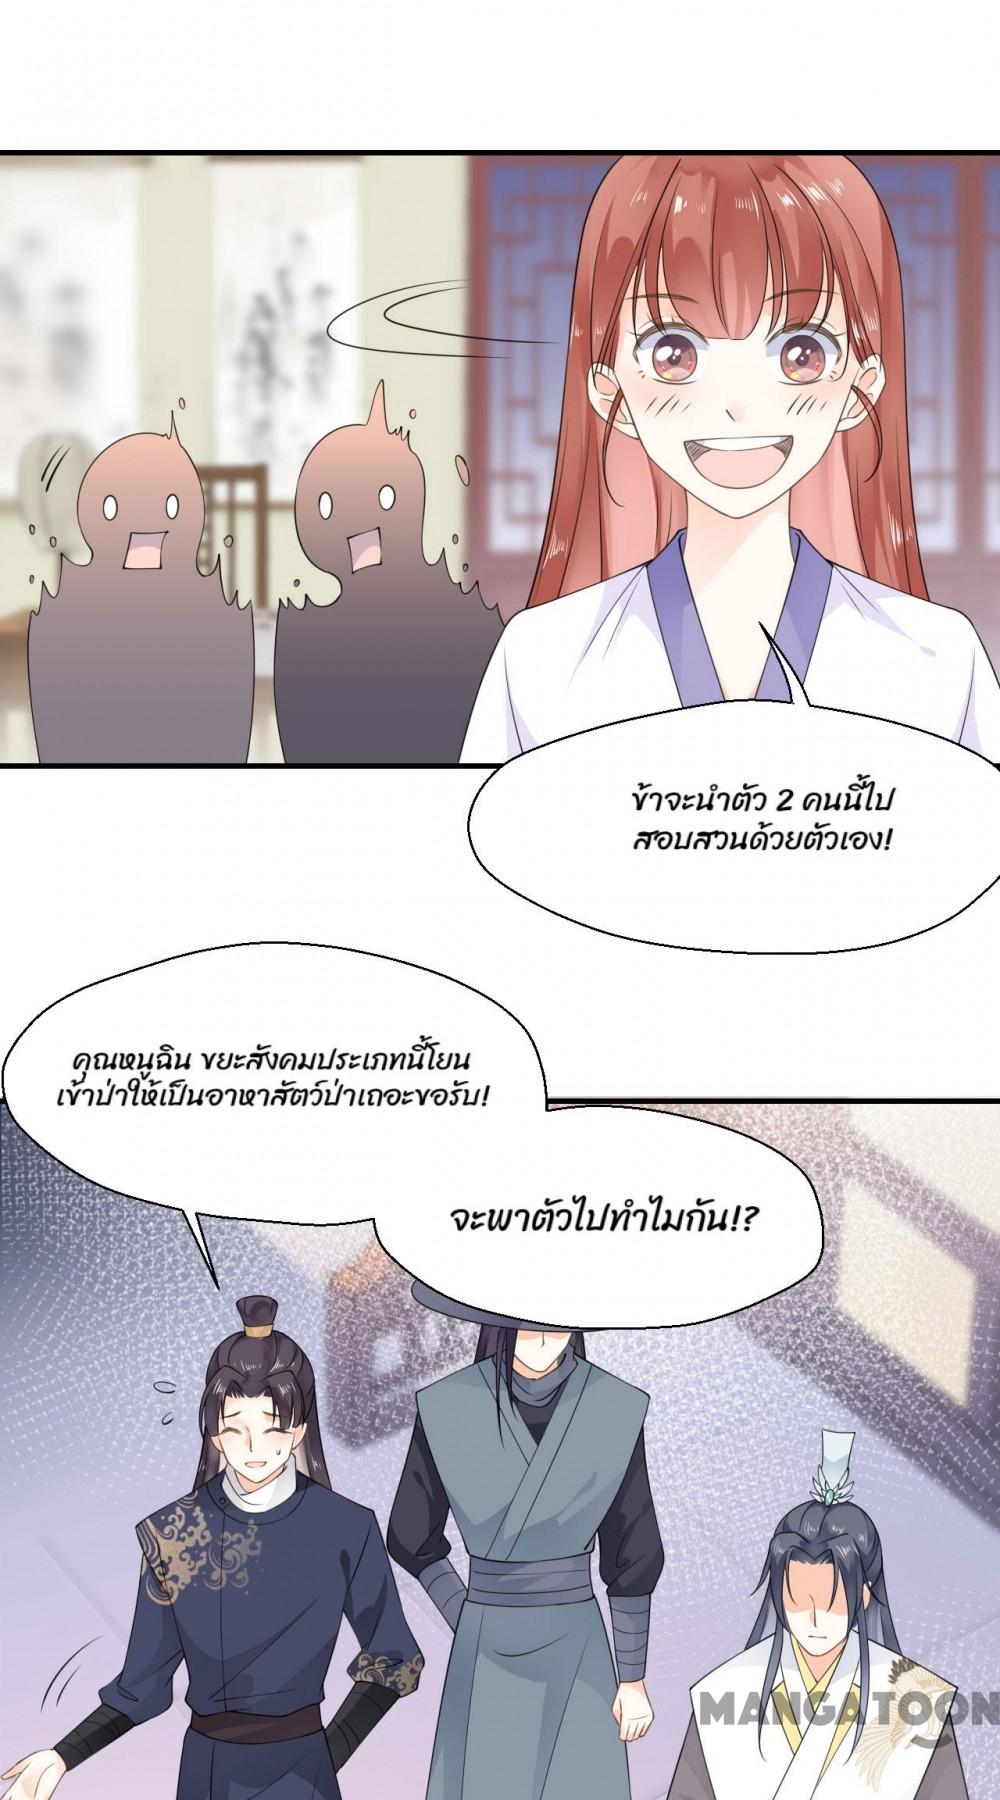 ข้าจะนำตัว 2 คนนี้ไป
สอบสวนด้วยตัวเอง!
คุณหนูฉิน ขยะสังคมประเภทนี้โยน
เข้าป่าให้เป็นอาหาสัตว์ป่าเถอะขอรับ!
จะพาตัวไปทำไมกัน!?
MANGATOON